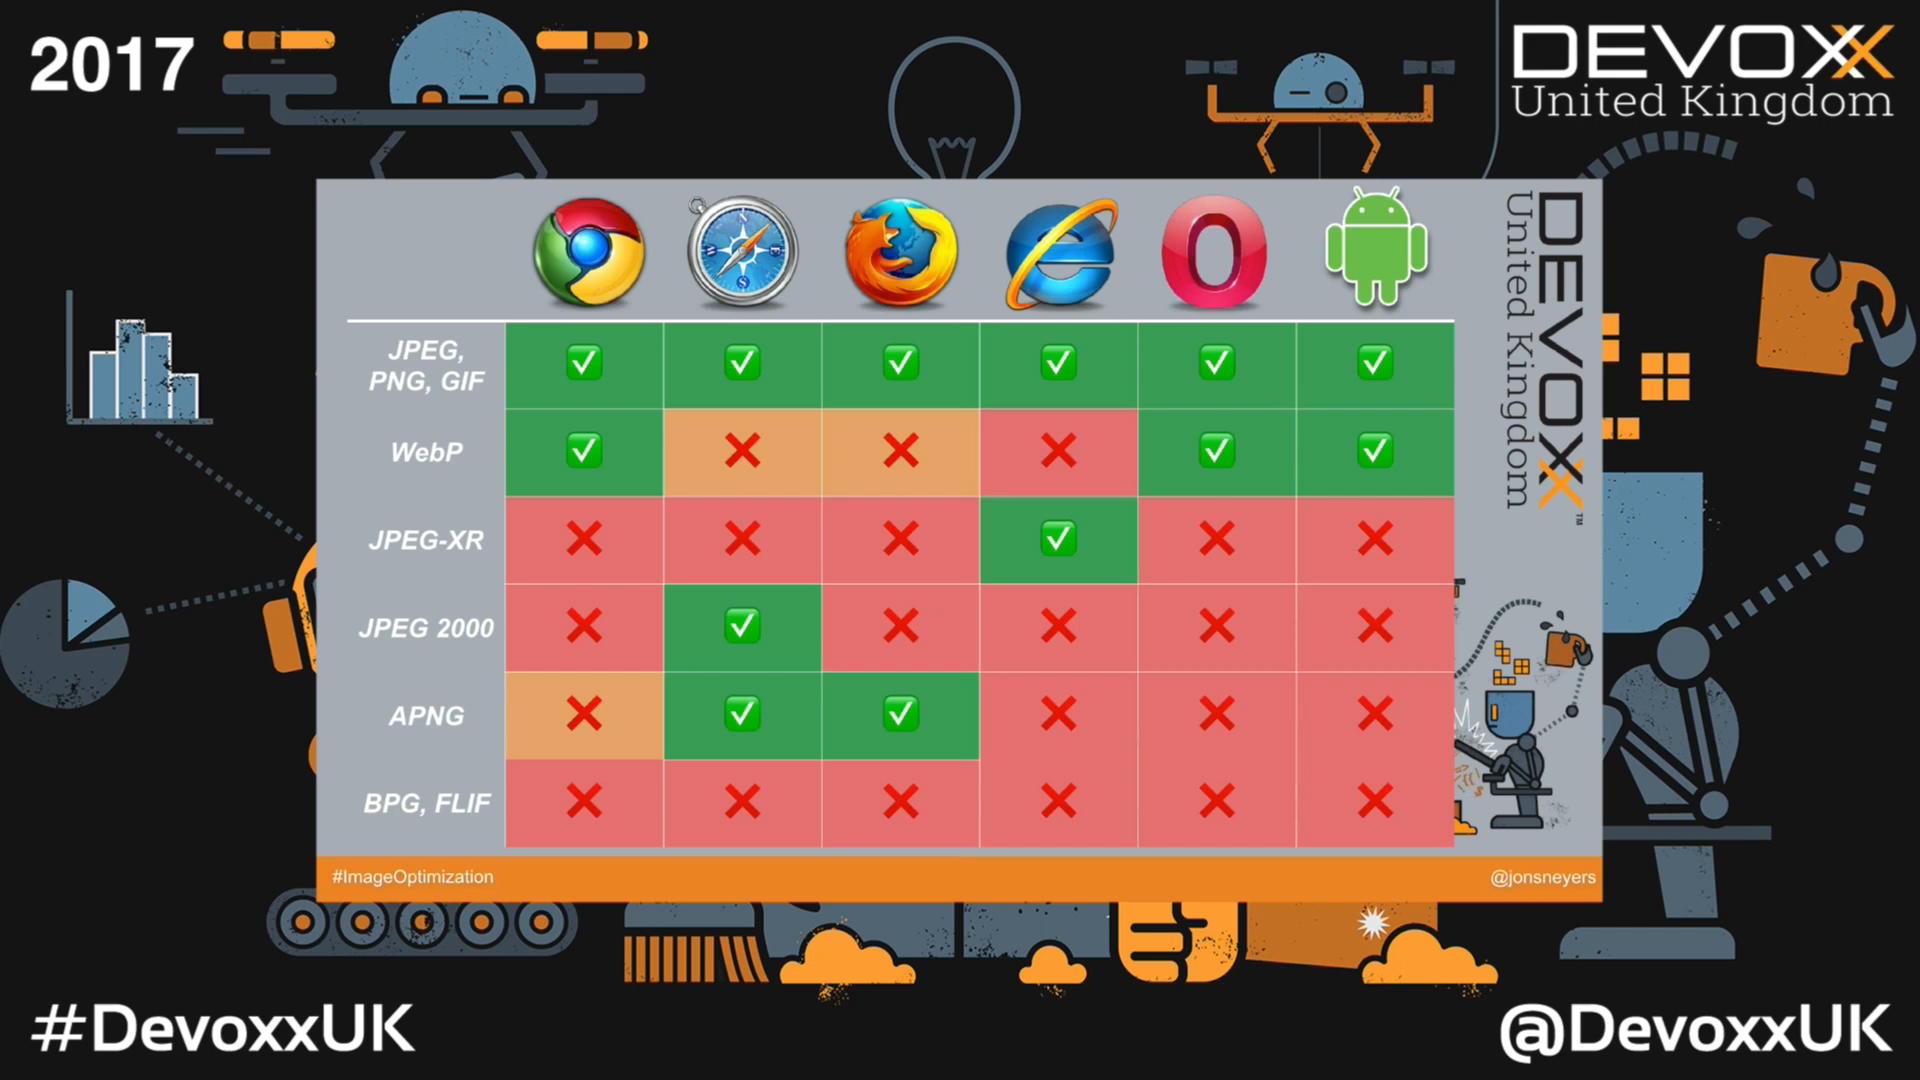 2017
DEVOXX
United Kingdom
DEVOXX™
United Kingdom
JPEG,
PNG, GIF
WebP
JPEG-XR
JPEG 2000
APNG
BPG, FLIF
#ImageOptimization
@jonsneyers
#DevoxxUK
@DevoxxUK